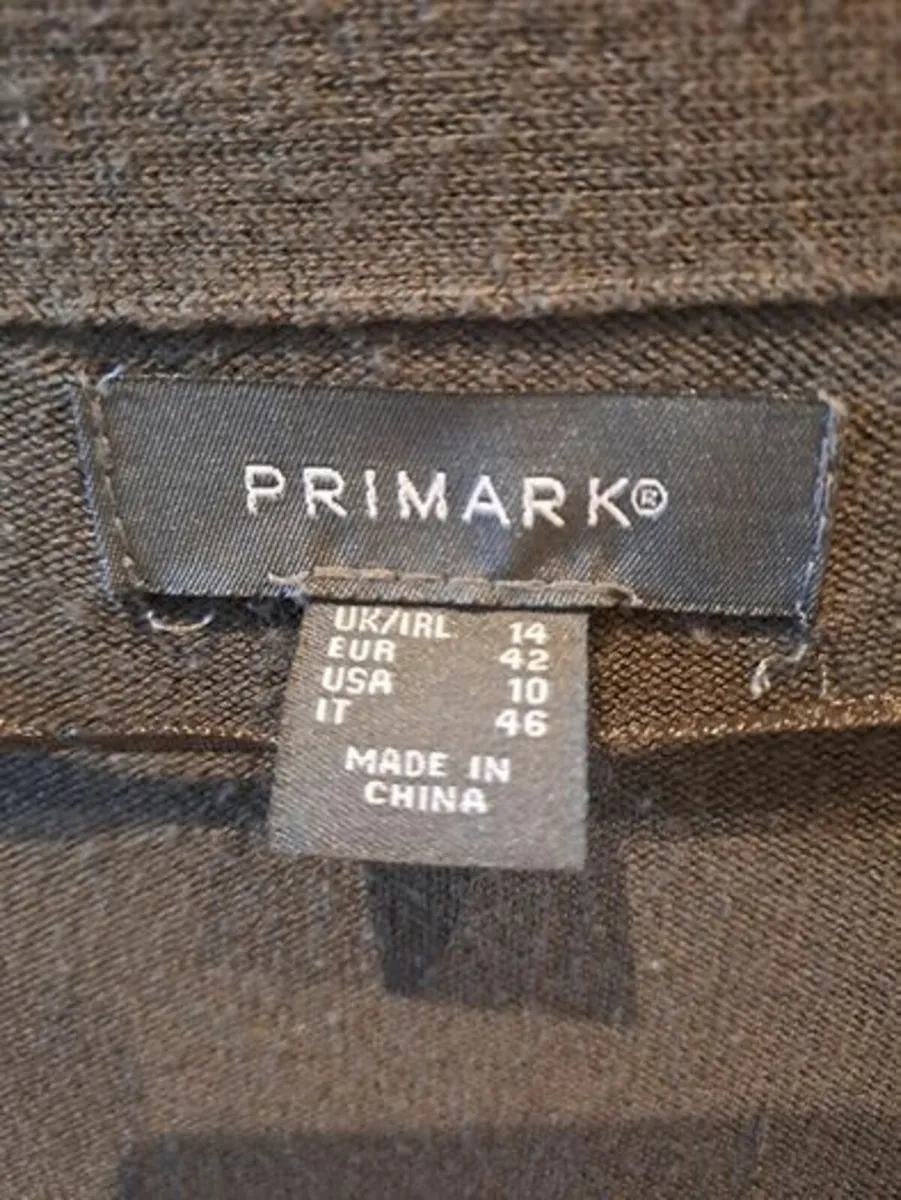 PRIMARK®
UK/IRL 14
EUR 42
USA 10
IT 46
MADE IN
CHINA